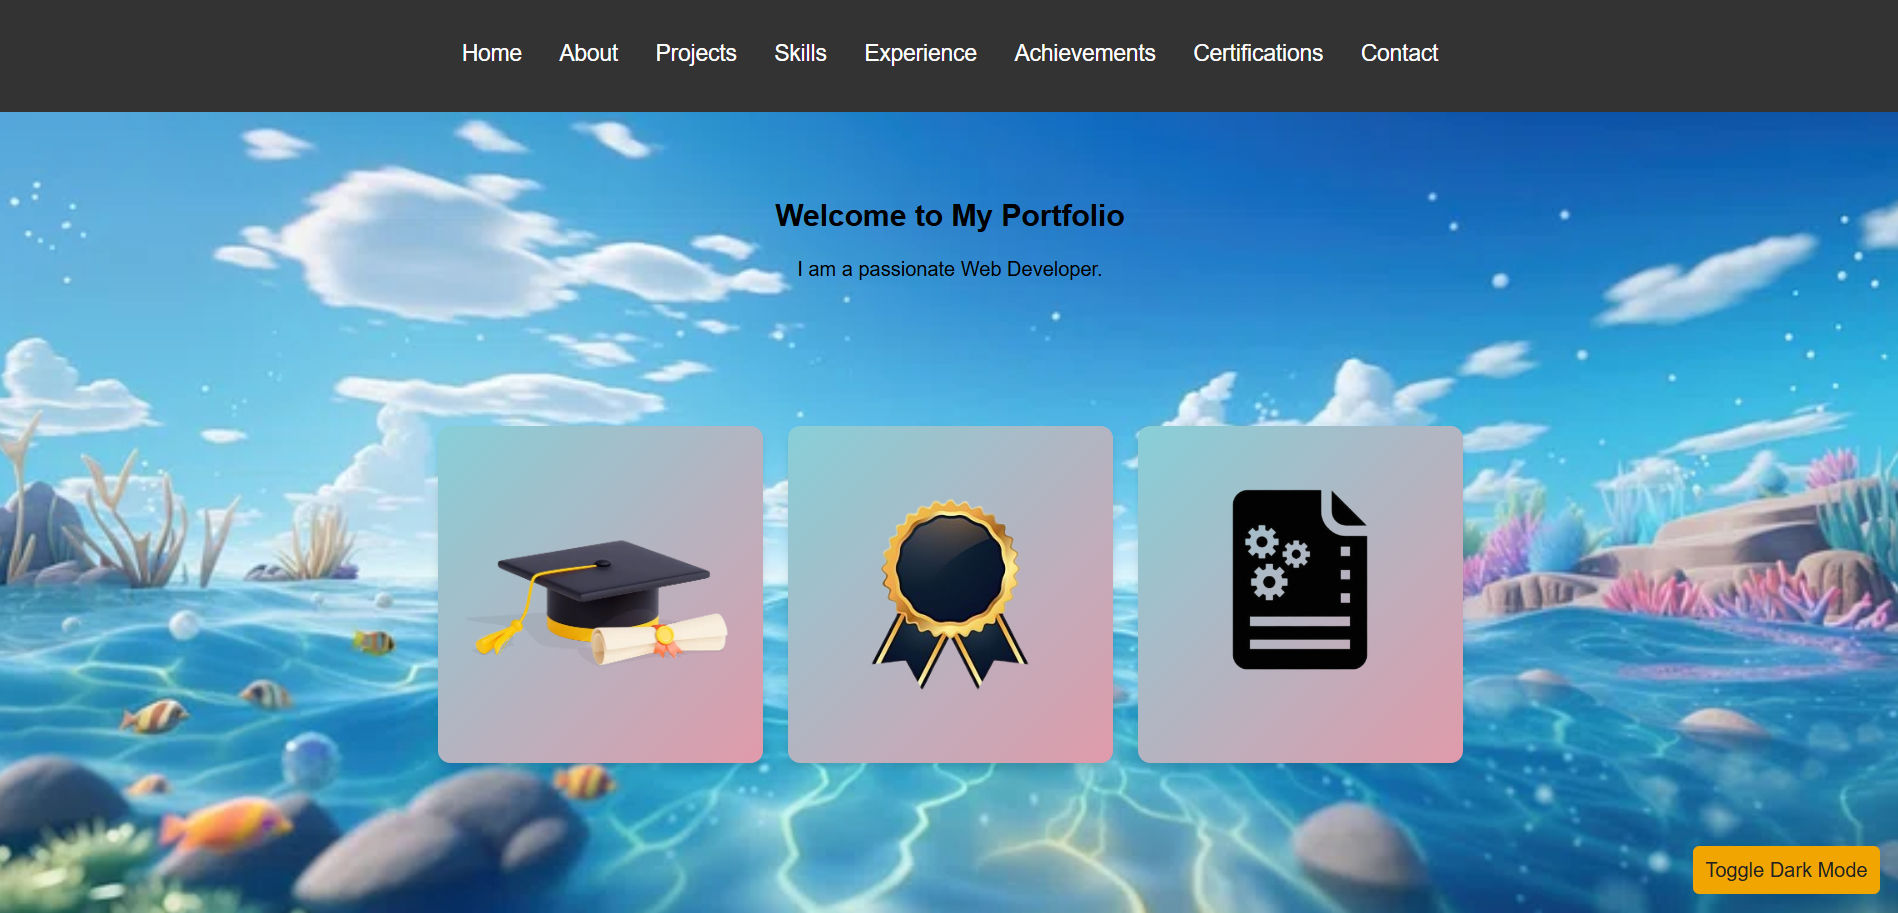 Home About Projects Skills Experience Achievements Certifications Contact
Welcome to My Portfolio
I am a passionate Web Developer.
Toggle Dark Mode